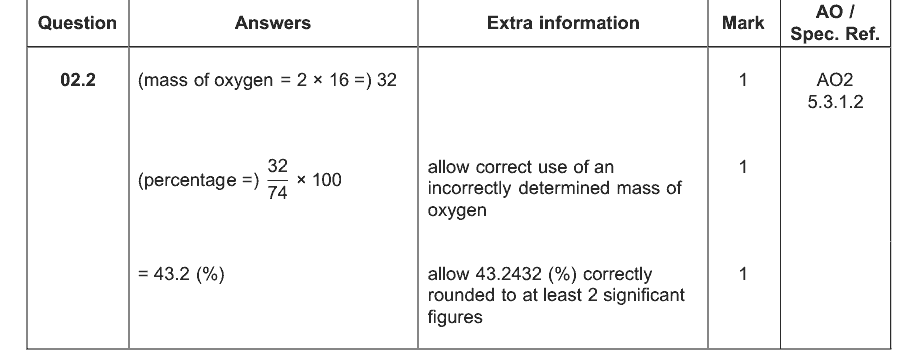 Question Answers Extra information Mark AO / Spec. Ref.
02.2 (mass of oxygen = 2 × 16 =) 32 1 AO2
5.3.1.2
(percentage =) 32/74 × 100 allow correct use of an 1
incorrectly determined mass of
oxygen
= 43.2 (%) allow 43.2432 (%) correctly 1
rounded to at least 2 significant
figures